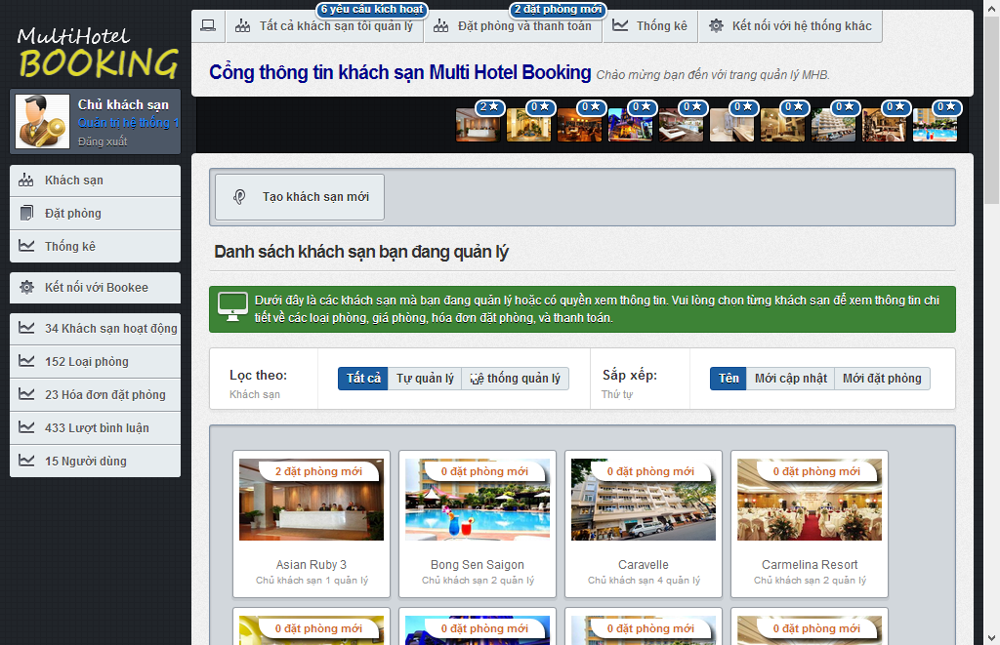 MultiHotel
BOOKING
Chủ khách sạn
Quản trị hệ thống 1
Đăng xuất
Khách sạn
Đặt phòng
Thống kê
Kết nối với Bookee
34 Khách sạn hoạt động
152 Loại phòng
23 Hóa đơn đặt phòng
433 Lượt bình luận
15 Người dùng
6 yêu cầu kích hoạt
2 đặt phòng mới
Tất cả khách sạn tôi quản lý
Đặt phòng và thanh toán
Thống kê
Kết nối với hệ thống khác
Cổng thông tin khách sạn Multi Hotel Booking Chào mừng bạn đến với trang quản lý MHB.
2 ★ 0 ★ 0 ★ 0 ★ 0 ★ 0 ★ 0 ★ 0 ★ 0 ★ 0 ★
Tạo khách sạn mới
Danh sách khách sạn bạn đang quản lý
Dưới đây là các khách sạn mà bạn đang quản lý hoặc có quyền xem thông tin. Vui lòng chọn từng khách sạn để xem thông tin chi
tiết về các loại phòng, giá phòng, hóa đơn đặt phòng, và thanh toán.
Lọc theo:
Khách sạn
Tất cả Tự quản lý Hệ thống quản lý
Sắp xếp:
Thứ tự
Tên Mới cập nhật Mới đặt phòng
2 đặt phòng mới
Asian Ruby 3
Chủ khách sạn 1 quản lý
0 đặt phòng mới
Bong Sen Saigon
Chủ khách sạn 2 quản lý
0 đặt phòng mới
Caravelle
Chủ khách sạn 4 quản lý
0 đặt phòng mới
Carmelina Resort
Chủ khách sạn 2 quản lý
0 đặt phòng mới
0 đặt phòng mới
0 đặt phòng mới
0 đặt phòng mới